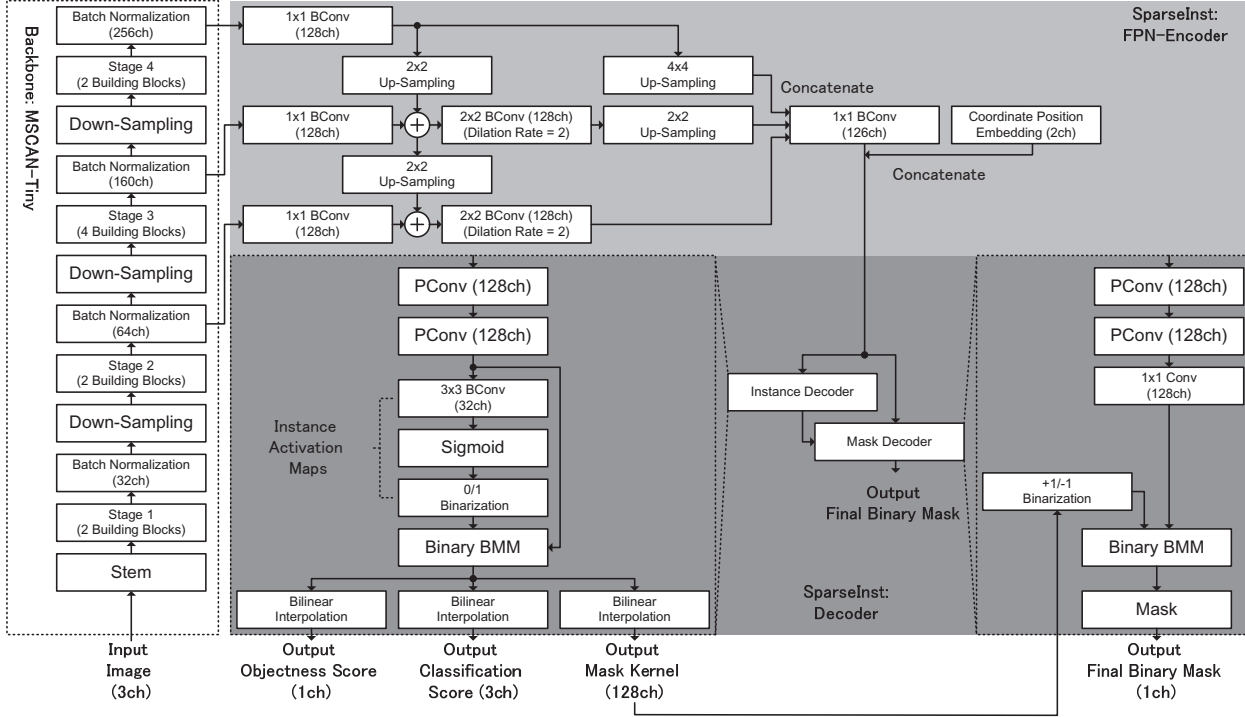 Backbone: MSCAN-Tiny
Batch Normalization
(256ch)
Stage 4
(2 Building Blocks)
Down-Sampling
Batch Normalization
(160ch)
Stage 3
(4 Building Blocks)
Down-Sampling
Batch Normalization
(64ch)
Stage 2
(2 Building Blocks)
Down-Sampling
Batch Normalization
(32ch)
Stage 1
(2 Building Blocks)
Stem
Input
Image
(3ch)
SparseInst:
FPN-Encoder
1x1 BConv
(128ch)
2x2
Up-Sampling
4x4
Up-Sampling
Concatenate
1x1 BConv
(128ch)
+
2x2 BConv (128ch)
(Dilation Rate = 2)
2x2
Up-Sampling
1x1 BConv
(126ch)
Coordinate Position
Embedding (2ch)
Concatenate
2x2
Up-Sampling
1x1 BConv
(128ch)
+
2x2 BConv (128ch)
(Dilation Rate = 2)
PConv (128ch)
PConv (128ch)
3x3 BConv
(32ch)
Instance
Activation
Maps
Sigmoid
0/1
Binarization
Binary BMM
Bilinear
Interpolation
Bilinear
Interpolation
Bilinear
Interpolation
Output
Objectness Score
(1ch)
Output
Classification
Score (3ch)
Output
Mask Kernel
(128ch)
Instance Decoder
Mask Decoder
Output
Final Binary Mask
SparseInst:
Decoder
PConv (128ch)
PConv (128ch)
1x1 Conv
(128ch)
+1/-1
Binarization
Binary BMM
Mask
Output
Final Binary Mask
(1ch)